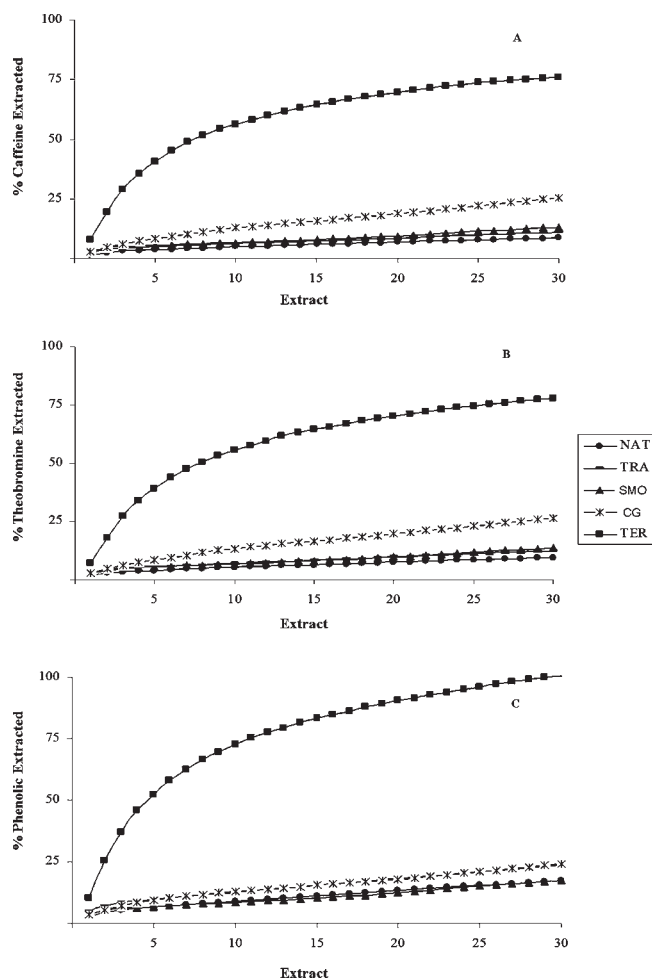 100
A
75
50
25
% Caffeine Extracted
5 10 15 20 25 30
Extract
100
B
75
50
25
% Theobromine Extracted
5 10 15 20 25 30
Extract
NAT
TRA
SMO
CG
TER
100
C
75
50
25
% Phenolic Extracted
5 10 15 20 25 30
Extract